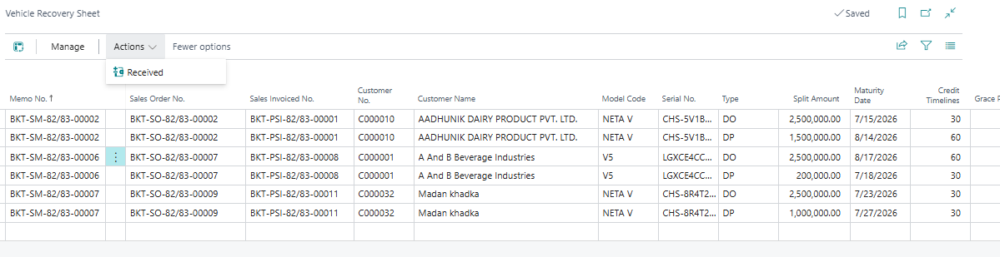 Vehicle Recovery Sheet
Saved
Manage
Actions
Fewer options
Received
Memo No. ↑ Sales Order No. Sales Invoiced No. Customer No. Customer Name Model Code Serial No. Type Split Amount Maturity Date Credit Timelines Grace
BKT-SM-82/83-00002 BKT-SO-82/83-00002 BKT-PSI-82/83-00001 C000010 AADHUNIK DAIRY PRODUCT PVT. LTD. NETA V CHS-5V1B... DO 2,500,000.00 7/15/2026 30
BKT-SM-82/83-00002 BKT-SO-82/83-00002 BKT-PSI-82/83-00001 C000010 AADHUNIK DAIRY PRODUCT PVT. LTD. NETA V CHS-5V1B... DP 1,500,000.00 8/14/2026 60
BKT-SM-82/83-00006 BKT-SO-82/83-00007 BKT-PSI-82/83-00008 C000001 A And B Beverage Industries V5 LGXCE4CC... DO 2,500,000.00 8/17/2026 60
BKT-SM-82/83-00006 BKT-SO-82/83-00007 BKT-PSI-82/83-00008 C000001 A And B Beverage Industries V5 LGXCE4CC... DP 200,000.00 7/18/2026 30
BKT-SM-82/83-00007 BKT-SO-82/83-00009 BKT-PSI-82/83-00011 C000032 Madan khadka NETA V CHS-8R4T2... DO 2,500,000.00 7/23/2026 30
BKT-SM-82/83-00007 BKT-SO-82/83-00009 BKT-PSI-82/83-00011 C000032 Madan khadka NETA V CHS-8R4T2... DP 1,000,000.00 7/27/2026 30